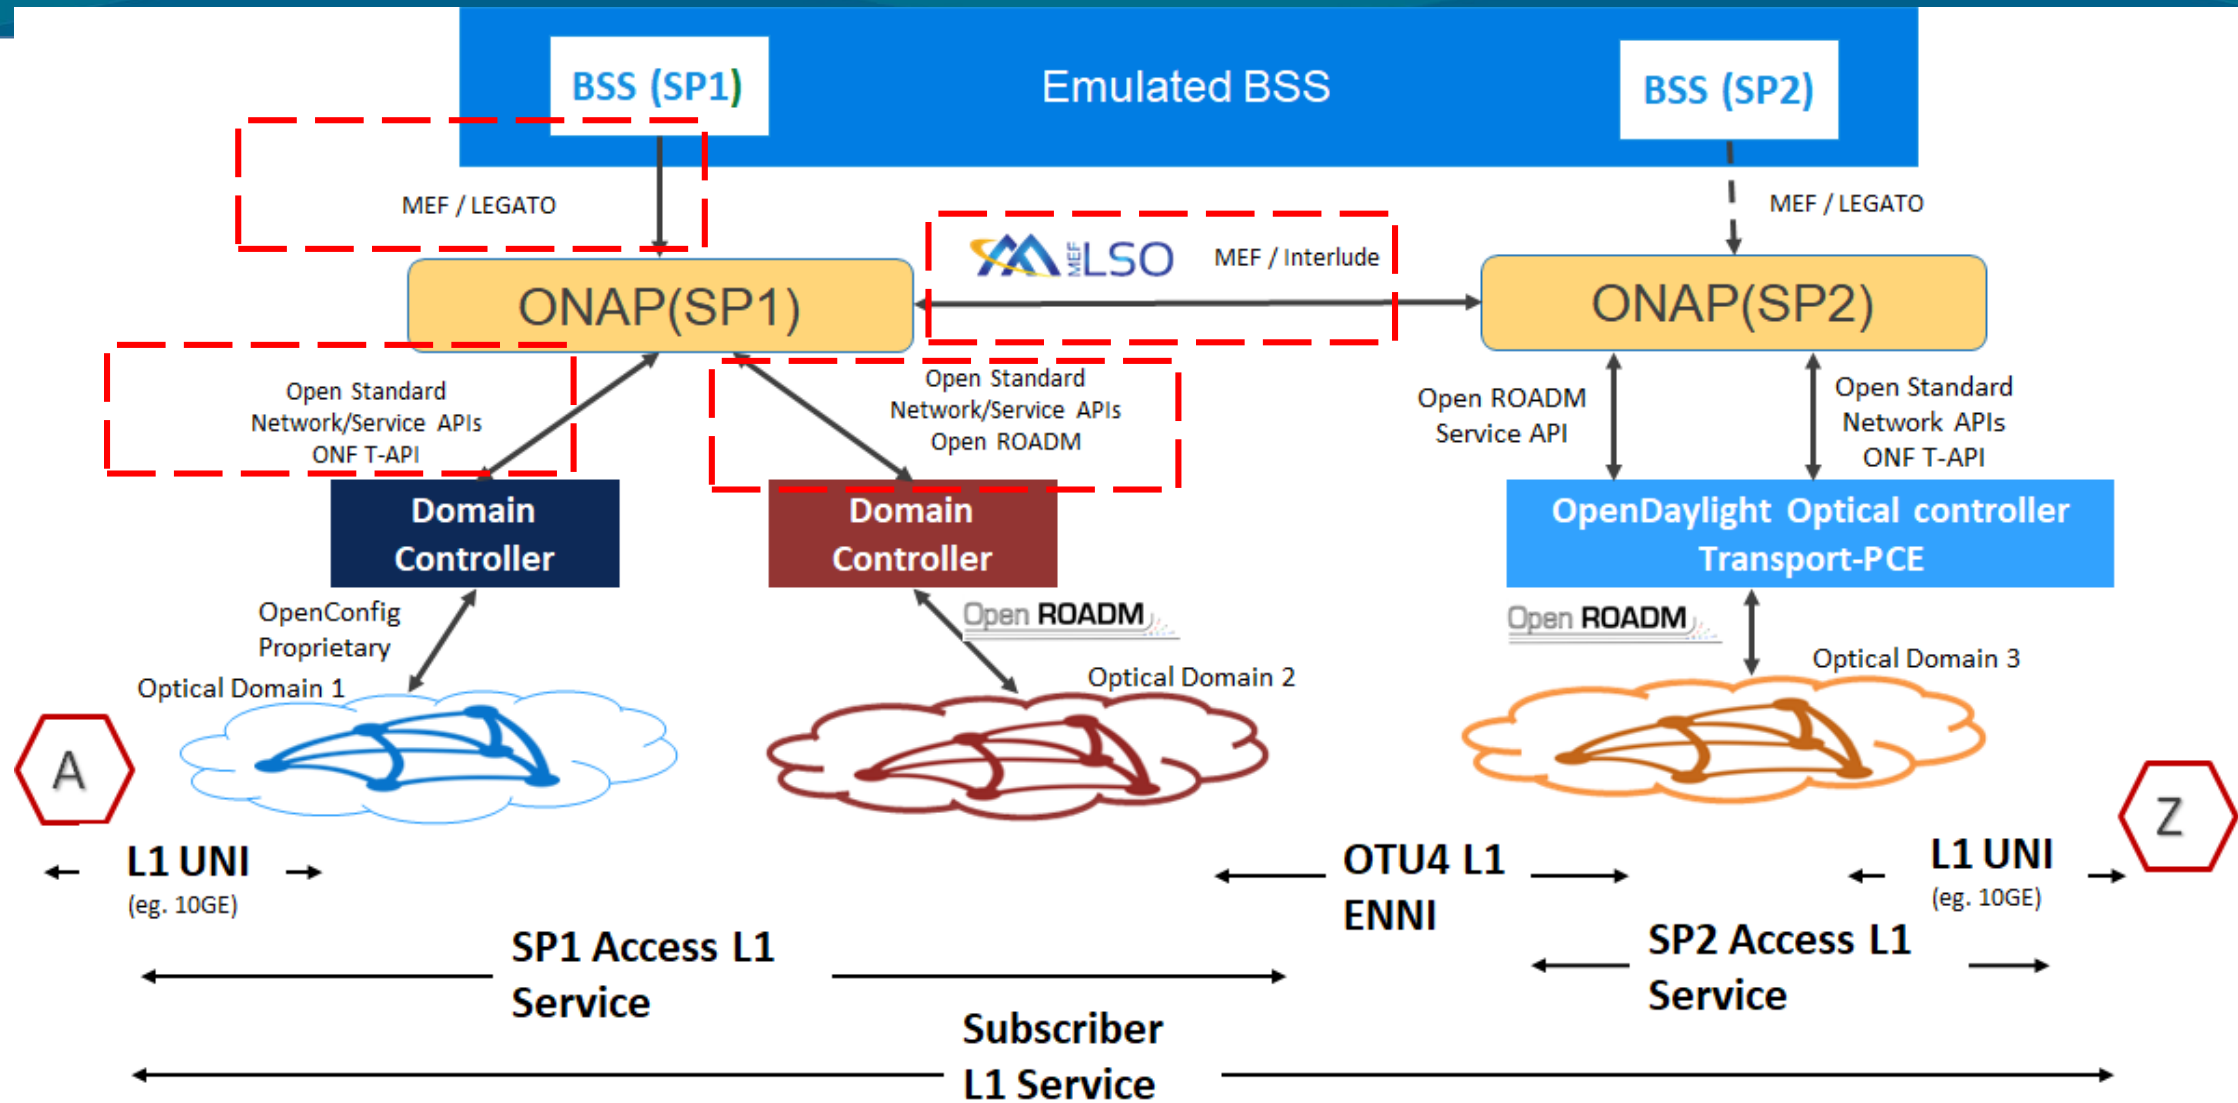 BSS (SP1)
Emulated BSS
BSS (SP2)
MEF / LEGATO
MEF / LEGATO
MEF LSO
MEF / Interlude
ONAP(SP1)
ONAP(SP2)
Open Standard
Network/Service APIs
ONF T-API
Open Standard
Network/Service APIs
Open ROADM
Open ROADM
Service API
Open Standard
Network APIs
ONF T-API
Domain
Controller
Domain
Controller
OpenDaylight Optical controller
Transport-PCE
OpenConfig
Proprietary
Open ROADM
Open ROADM
Optical Domain 1
Optical Domain 2
Optical Domain 3
A
Z
L1 UNI
(eg. 10GE)
OTU4 L1
ENNI
L1 UNI
(eg. 10GE)
SP1 Access L1
Service
SP2 Access L1
Service
Subscriber
L1 Service